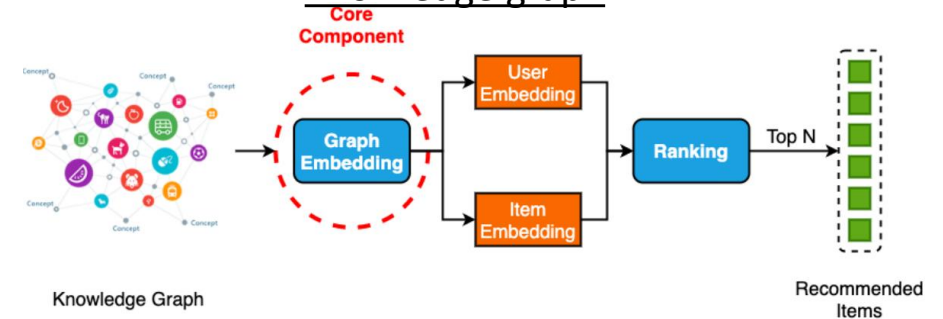 Core
Component
Concept
Concept
Concept
User
Embedding
Graph
Embedding
Ranking
Top N
Item
Embedding
Concept
Concept
Concept
Knowledge Graph
Recommended
Items